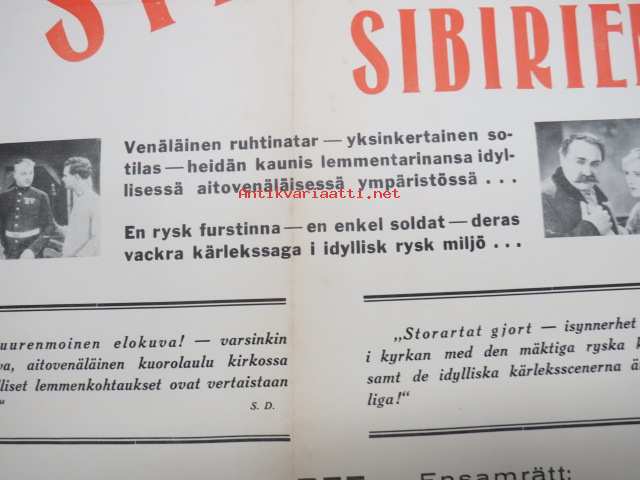 SIBIRIEN
Venäläinen ruhtinatar — yksinkertainen so-
tilas — heidän kaunis lemmentarinansa idyl-
lisessä aitovenäläisessä ympäristössä . . .
Antikvariaatti.net
En rysk furstinna — en enkel soldat — deras
vackra kärlekssaga i idyllisk rysk miljö . . .
uurenmoinen elokuva! — varsinkin
va, aitovenäläinen kuorolaulu kirkossa
lliset lemmenkohtaukset ovat vertaistaan
“
S. D.
„Storartat gjort — isynnerhet
i kyrkan med den mäktiga ryska k
samt de idylliska kärleksscenerna ä
liga!“
Ensamrätt: